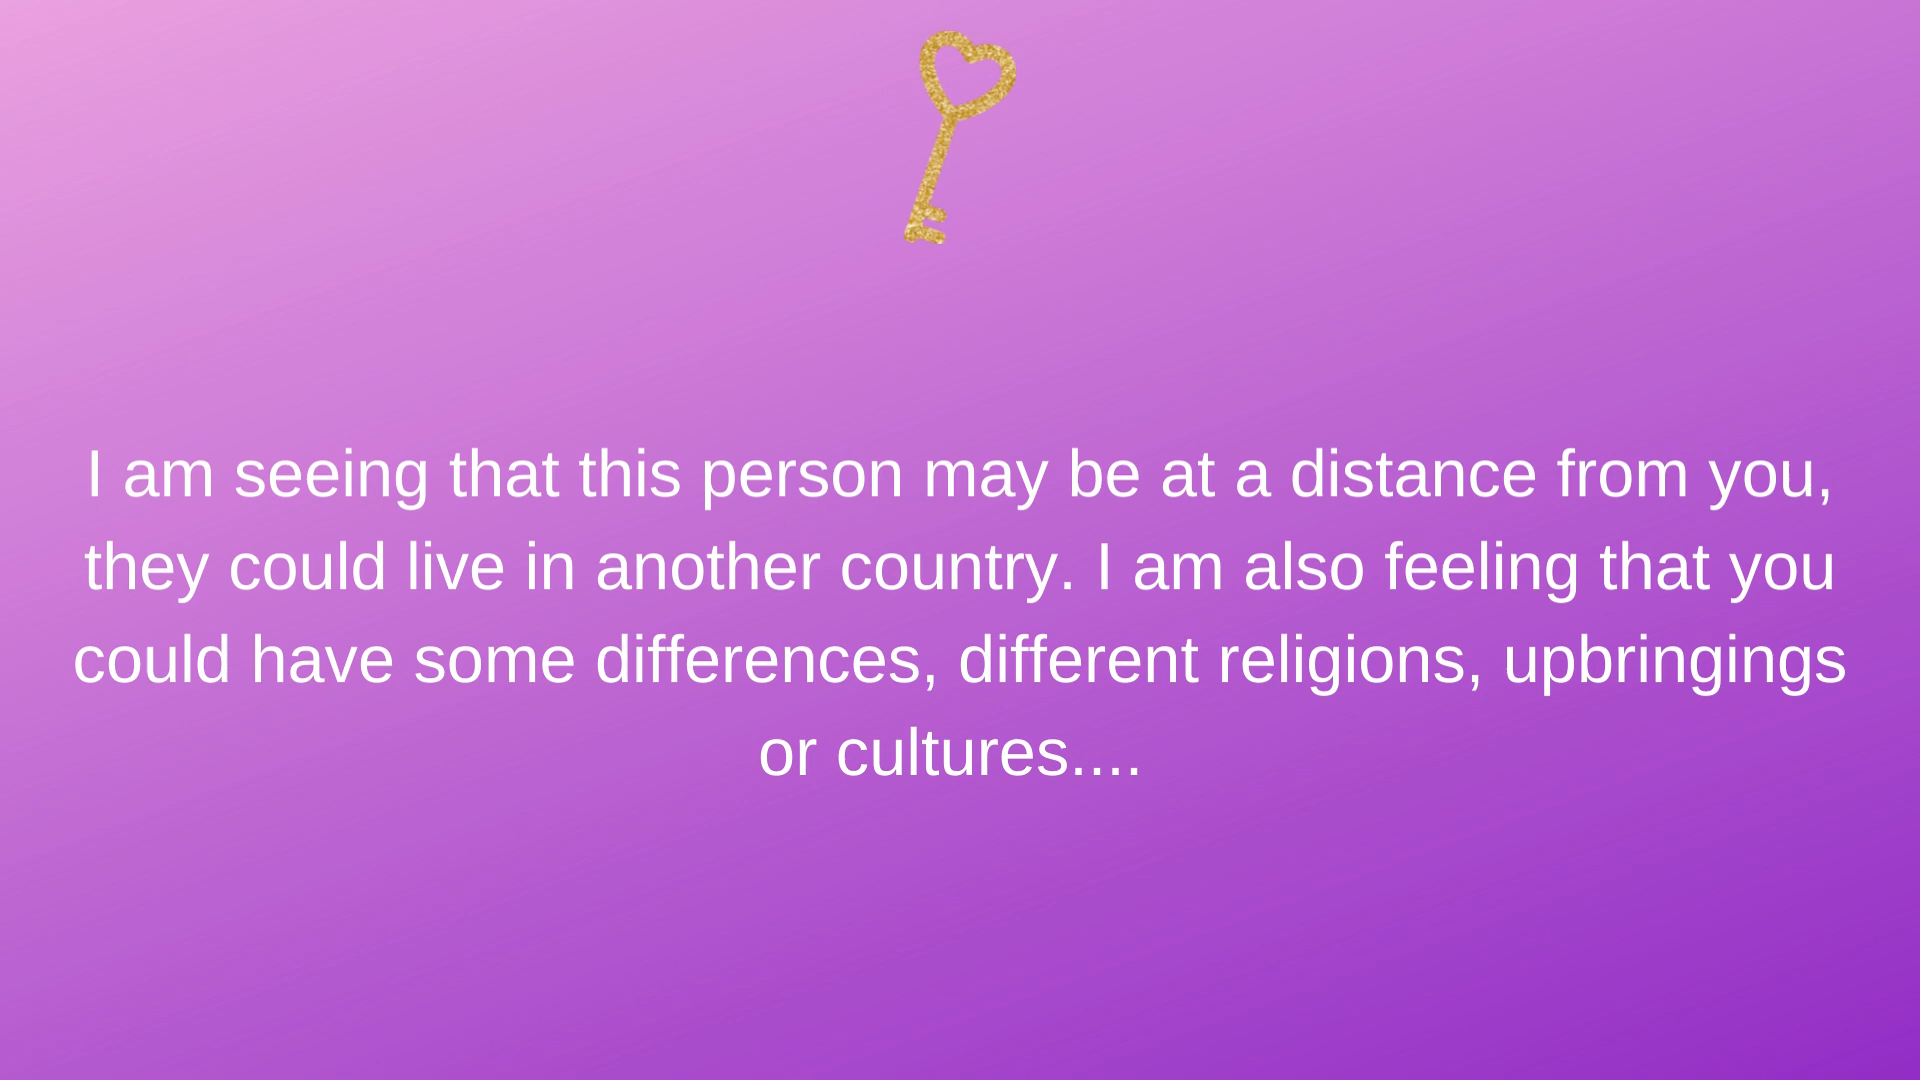 I am seeing that this person may be at a distance from you,
they could live in another country. I am also feeling that you
could have some differences, different religions, upbringings
or cultures....